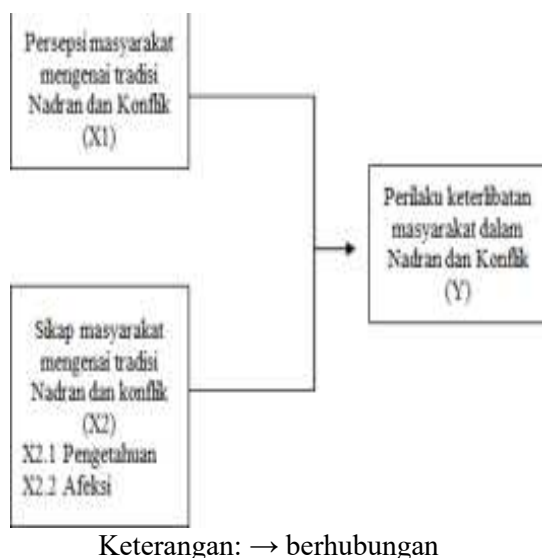 Persepsi masyarakat
mengenai tradisi
Nadran dan Konflik
(X1)
Perilaku keterlibatan
masyarakat dalam
Nadran dan Konflik
(Y)
Sikap masyarakat
mengenai tradisi
Nadran dan konflik
(X2)
X2.1 Pengetahuan
X2.2 Afeksi
Keterangan: → berhubungan